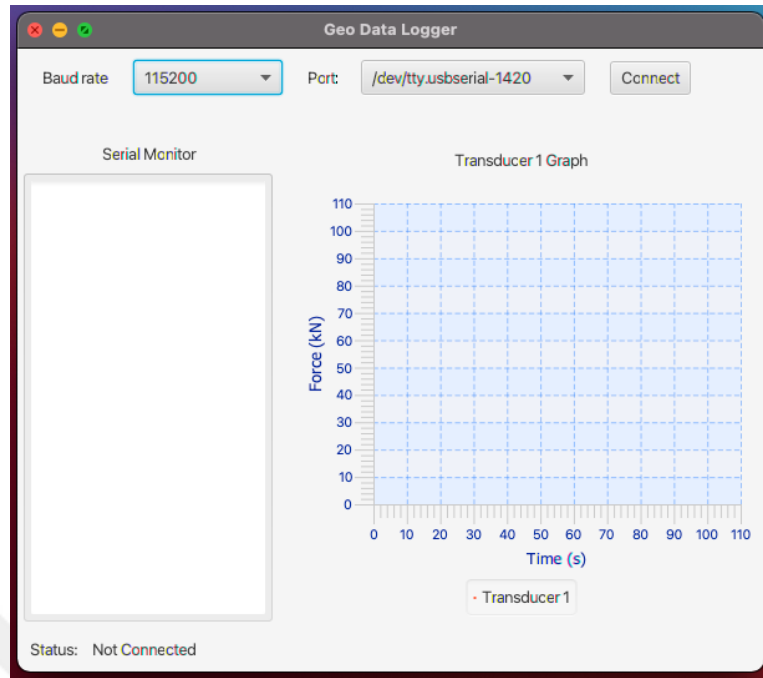 Geo Data Logger
Baud rate 115200 Port: /dev/tty.usbserial-1420 Connect
Serial Monitor
Transducer 1 Graph
110
100
90
80
70
60
50
40
30
20
10
0
Force (kN)
0 10 20 30 40 50 60 70 80 90 100 110
Time (s)
Transducer 1
Status: Not Connected